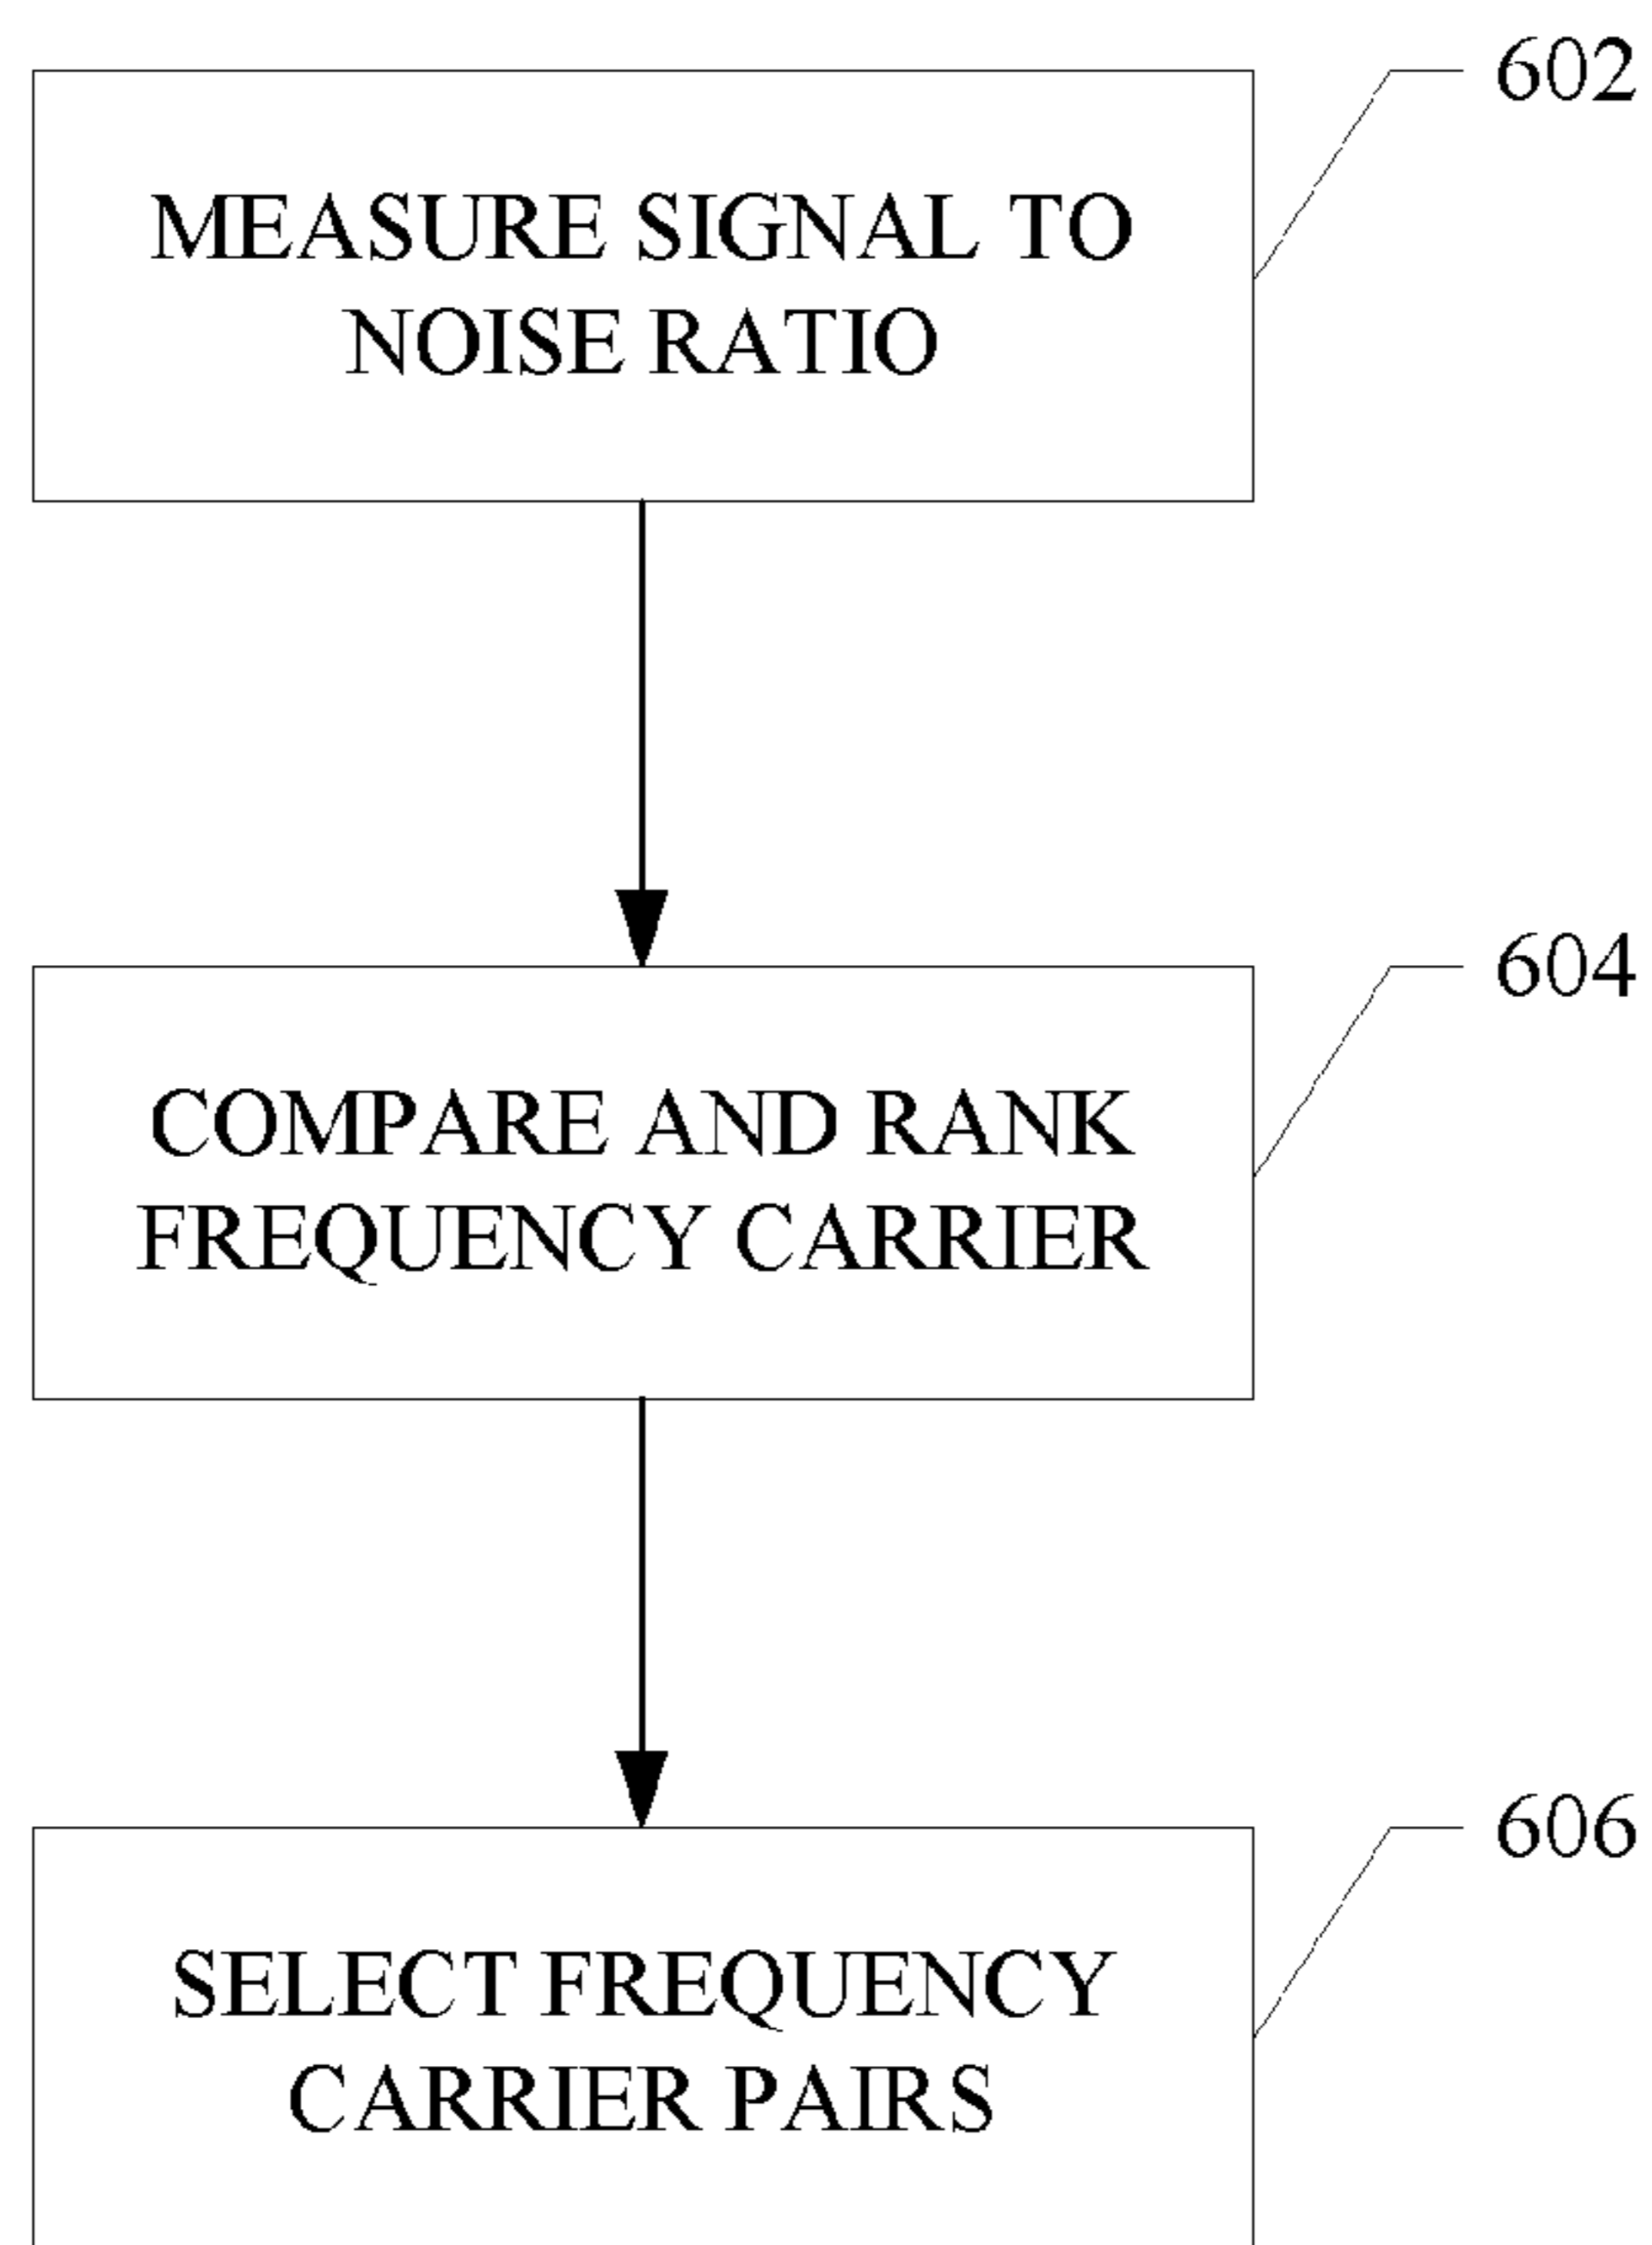 602
MEASURE SIGNAL TO
NOISE RATIO
604
COMPARE AND RANK
FREQUENCY CARRIER
606
SELECT FREQUENCY
CARRIER PAIRS